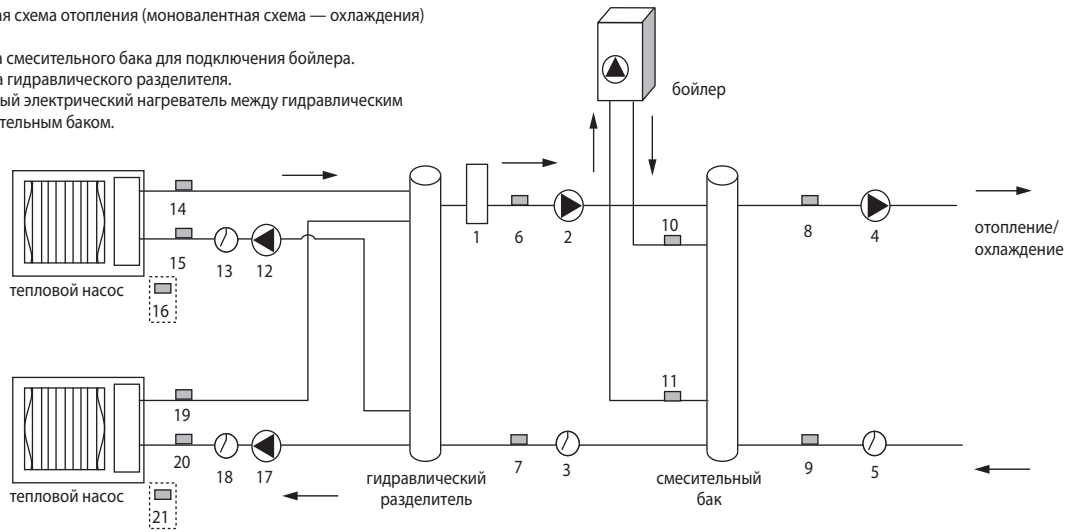 ая схема отопления (моновалентная схема — охлаждения)
а смесительного бака для подключения бойлера.
а гидравлического разделителя.
ый электрический нагреватель между гидравлическим
тельным баком.
бойлер
14
1
6
2
10
8
4
отопление/
охлаждение
15
13
12
тепловой насос
16
11
19
20
18
17
7
3
9
5
гидравлический
разделитель
смесительный
бак
тепловой насос
21